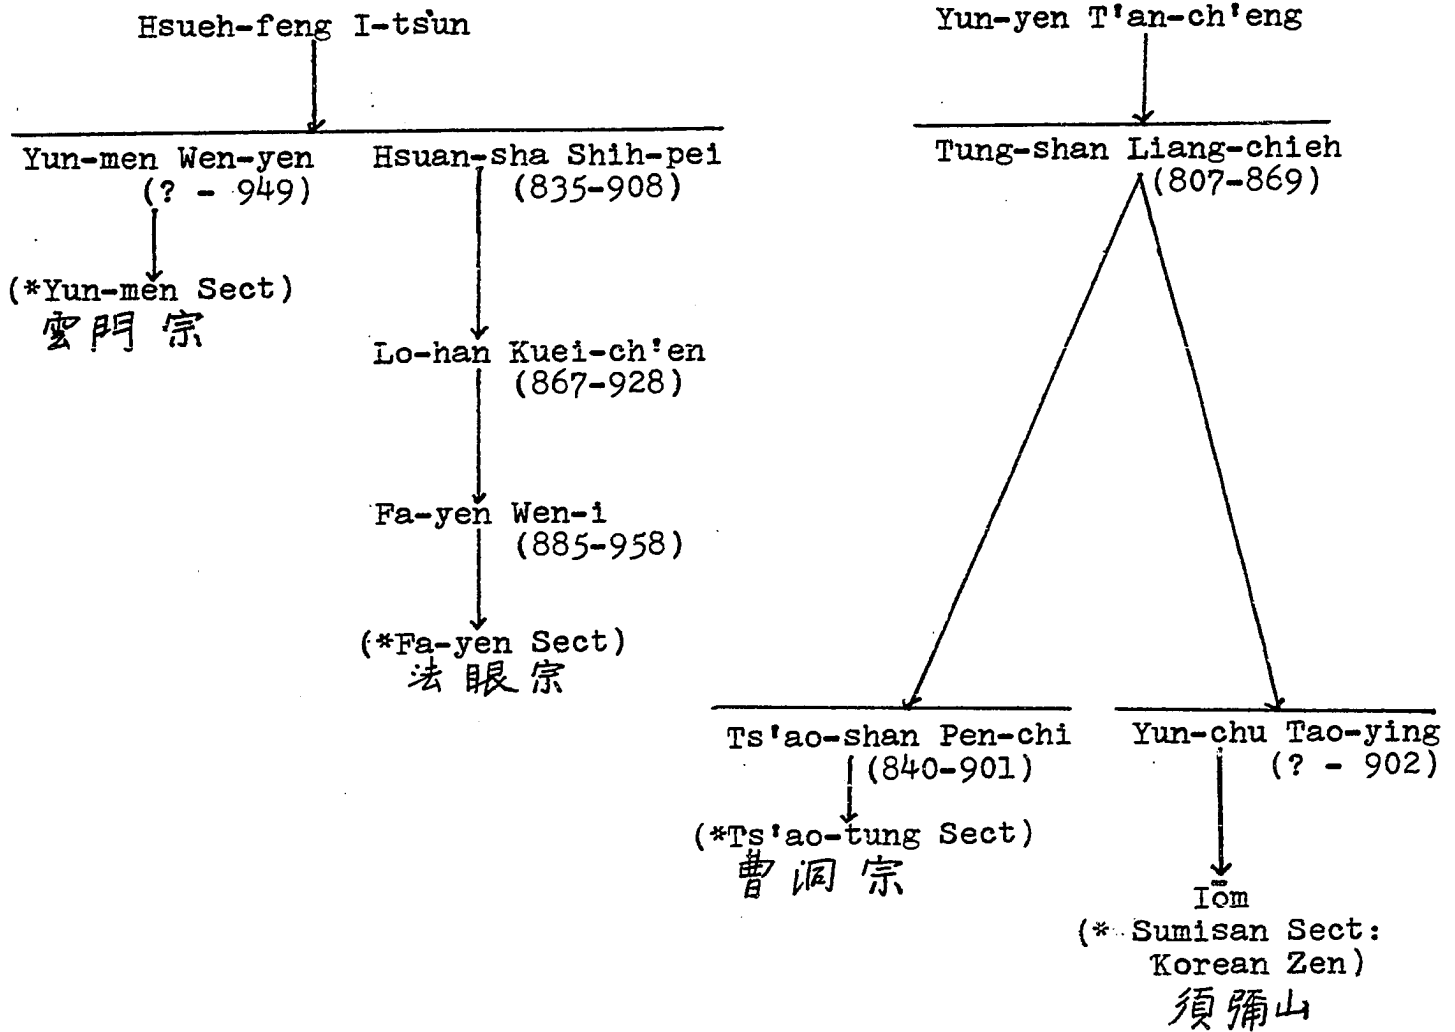 Hsueh-feng I-ts'un
Yun-men Wen-yen
(? - 949)
(*Yun-men Sect)
雲門宗
Hsuan-sha Shih-pei
(835-908)
Lo-han Kuei-ch'en
(867-928)
Fa-yen Wen-i
(885-958)
(*Fa-yen Sect)
法眼宗
Yun-yen T'an-ch'eng
Tung-shan Liang-chieh
(807-869)
Ts'ao-shan Pen-chi
(840-901)
(*Ts'ao-tung Sect)
曹洞宗
Yun-chu Tao-ying
(? - 902)
Iōm
(* Sumisan Sect:
Korean Zen)
須彌山